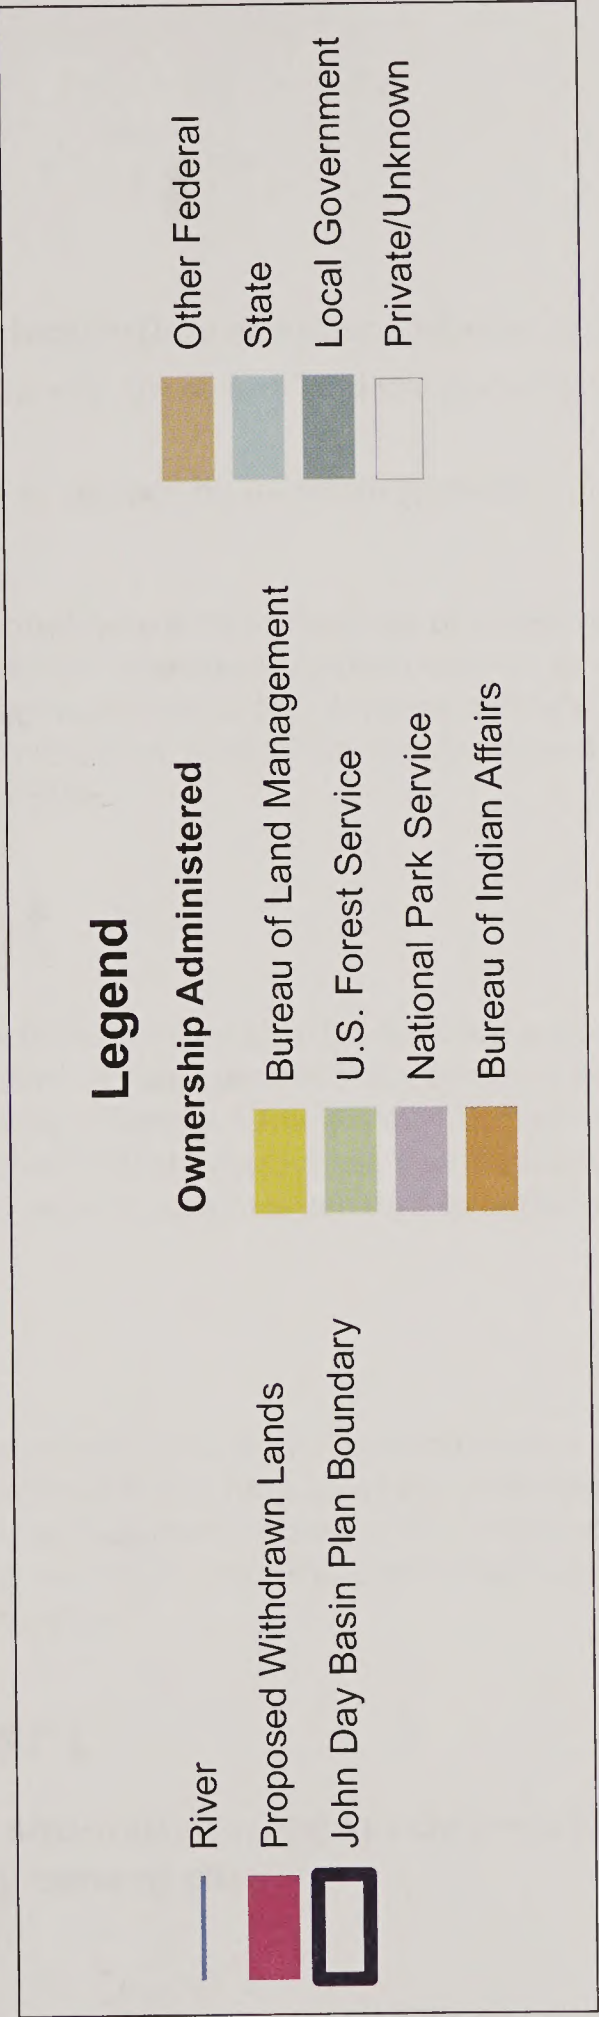 Legend
River
Proposed Withdrawn Lands
John Day Basin Plan Boundary
Ownership Administered
Bureau of Land Management
U.S. Forest Service
National Park Service
Bureau of Indian Affairs
Other Federal
State
Local Government
Private/Unknown